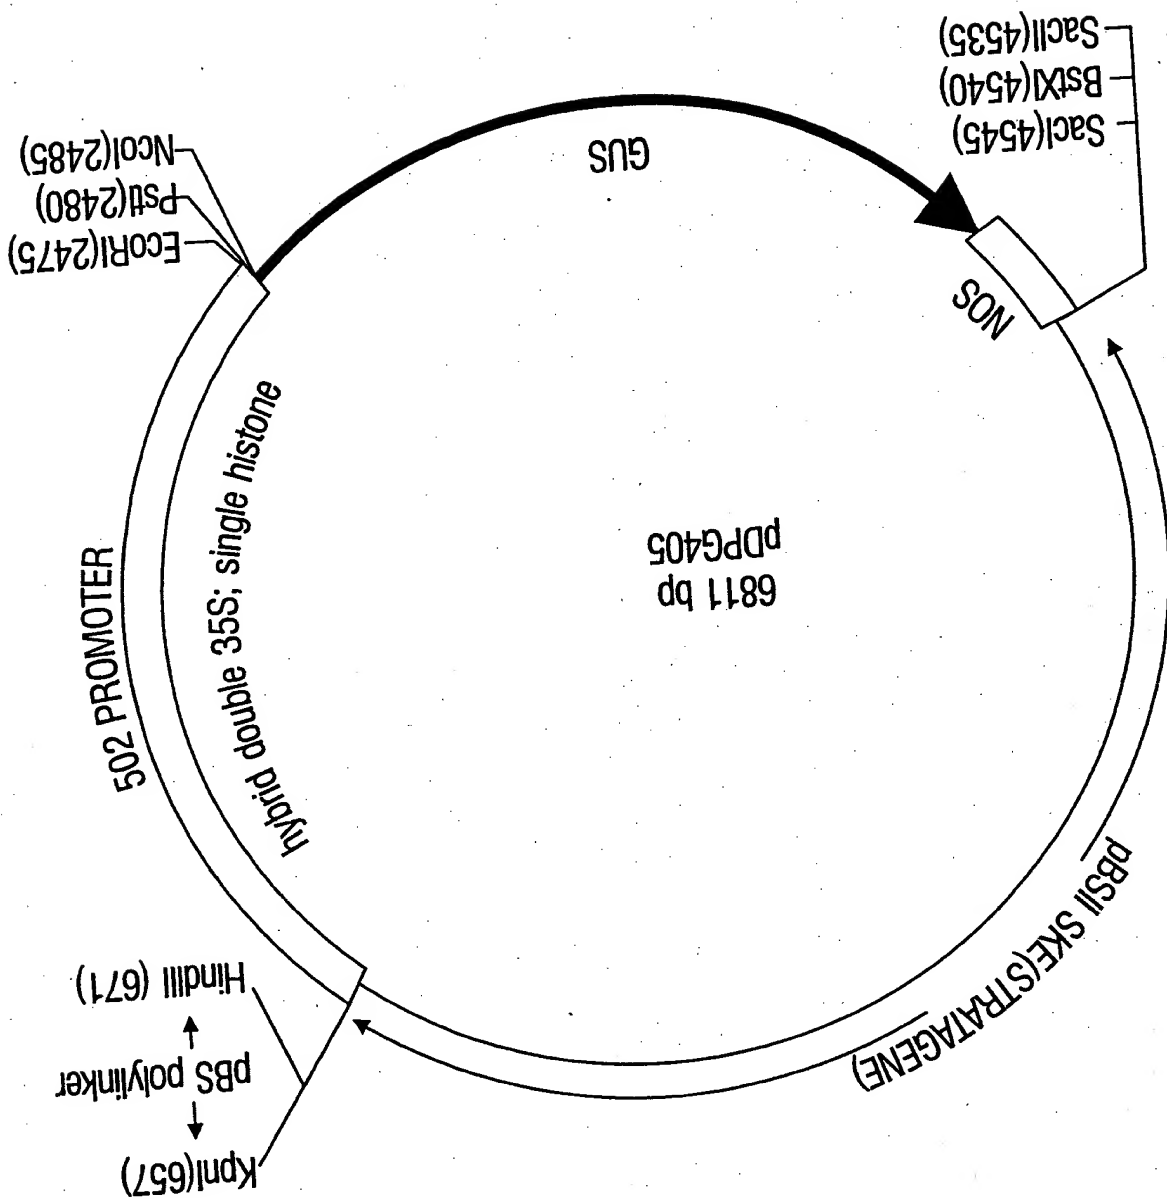 KpnI(657)
pBS polylinker
HindIII (671)
pBSII SKE(STRATAGENE)
502 PROMOTER
hybrid double 35S; single histone
6811 bp
pDPG405
NOS
EcoRI(2475)
PstI(2480)
NcoI(2485)
GUS
SacI(4545)
BstXI(4540)
SacII(4535)